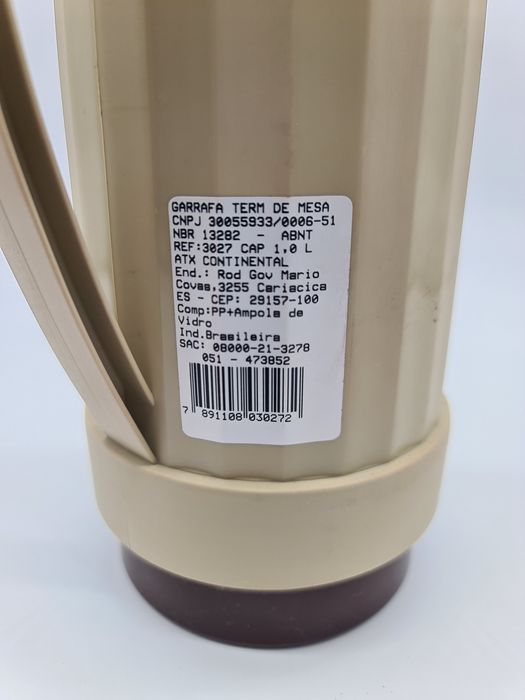 GARRAFA TERM DE MESA
CNPJ 30055933/0006-51
NBR 13282 - ABNT
REF:3027 CAP 1,0 L
ATX CONTINENTAL
End.: Rod Gov Mario
Covas,3255 Cariacica
ES - CEP: 29157-100
Comp:PP+Ampola de
Vidro
Ind.Brasileira
SAC: 08000-21-3278
051 - 473852
7 891108 030272